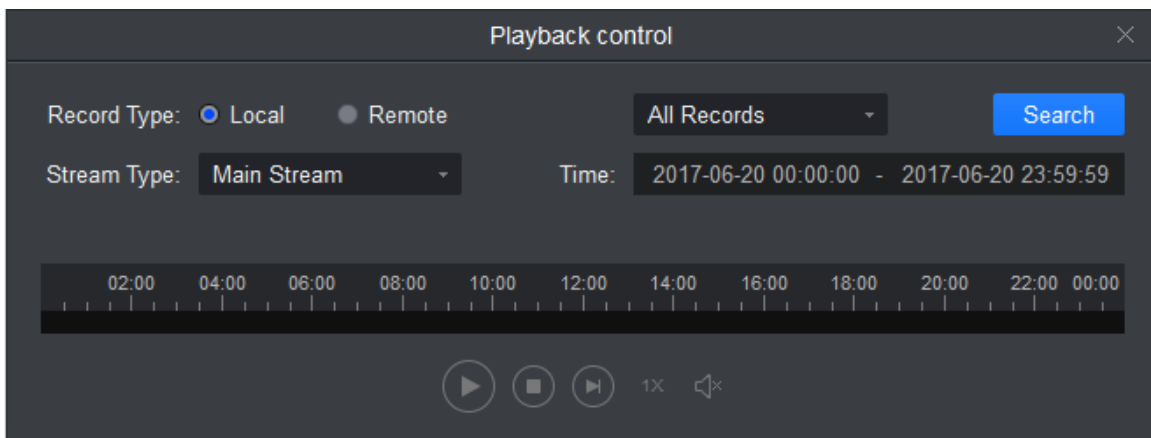 Playback control
Record Type: Local Remote All Records Search
Stream Type: Main Stream Time: 2017-06-20 00:00:00 - 2017-06-20 23:59:59
02:00 04:00 06:00 08:00 10:00 12:00 14:00 16:00 18:00 20:00 22:00 00:00
1X